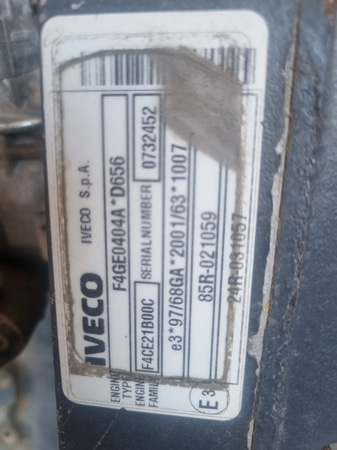 IVECO IVECO S.p.A.
ENGINE TYPE F4GE0404A*D656
ENGINE FAMILY F4CE21B00C SERIAL NUMBER 0732452
e3*97/68GA*2001/63*1007
85R-021059
E3 24R-031057